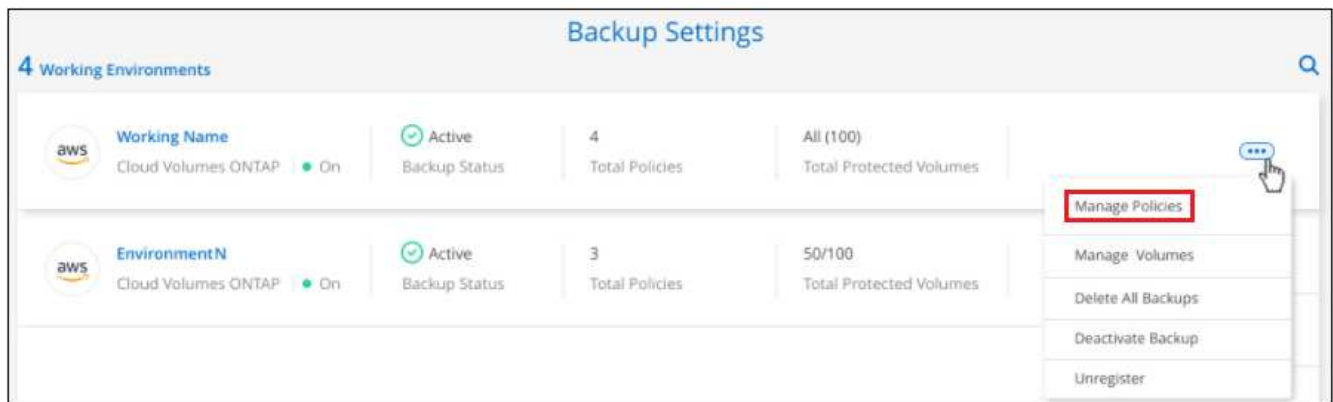 Backup Settings
4 Working Environments
aws
Working Name
Cloud Volumes ONTAP
On
Active
Backup Status
4
Total Policies
All (100)
Total Protected Volumes
Manage Policies
Manage Volumes
Delete All Backups
Deactivate Backup
Unregister
aws
EnvironmentN
Cloud Volumes ONTAP
On
Active
Backup Status
3
Total Policies
50/100
Total Protected Volumes